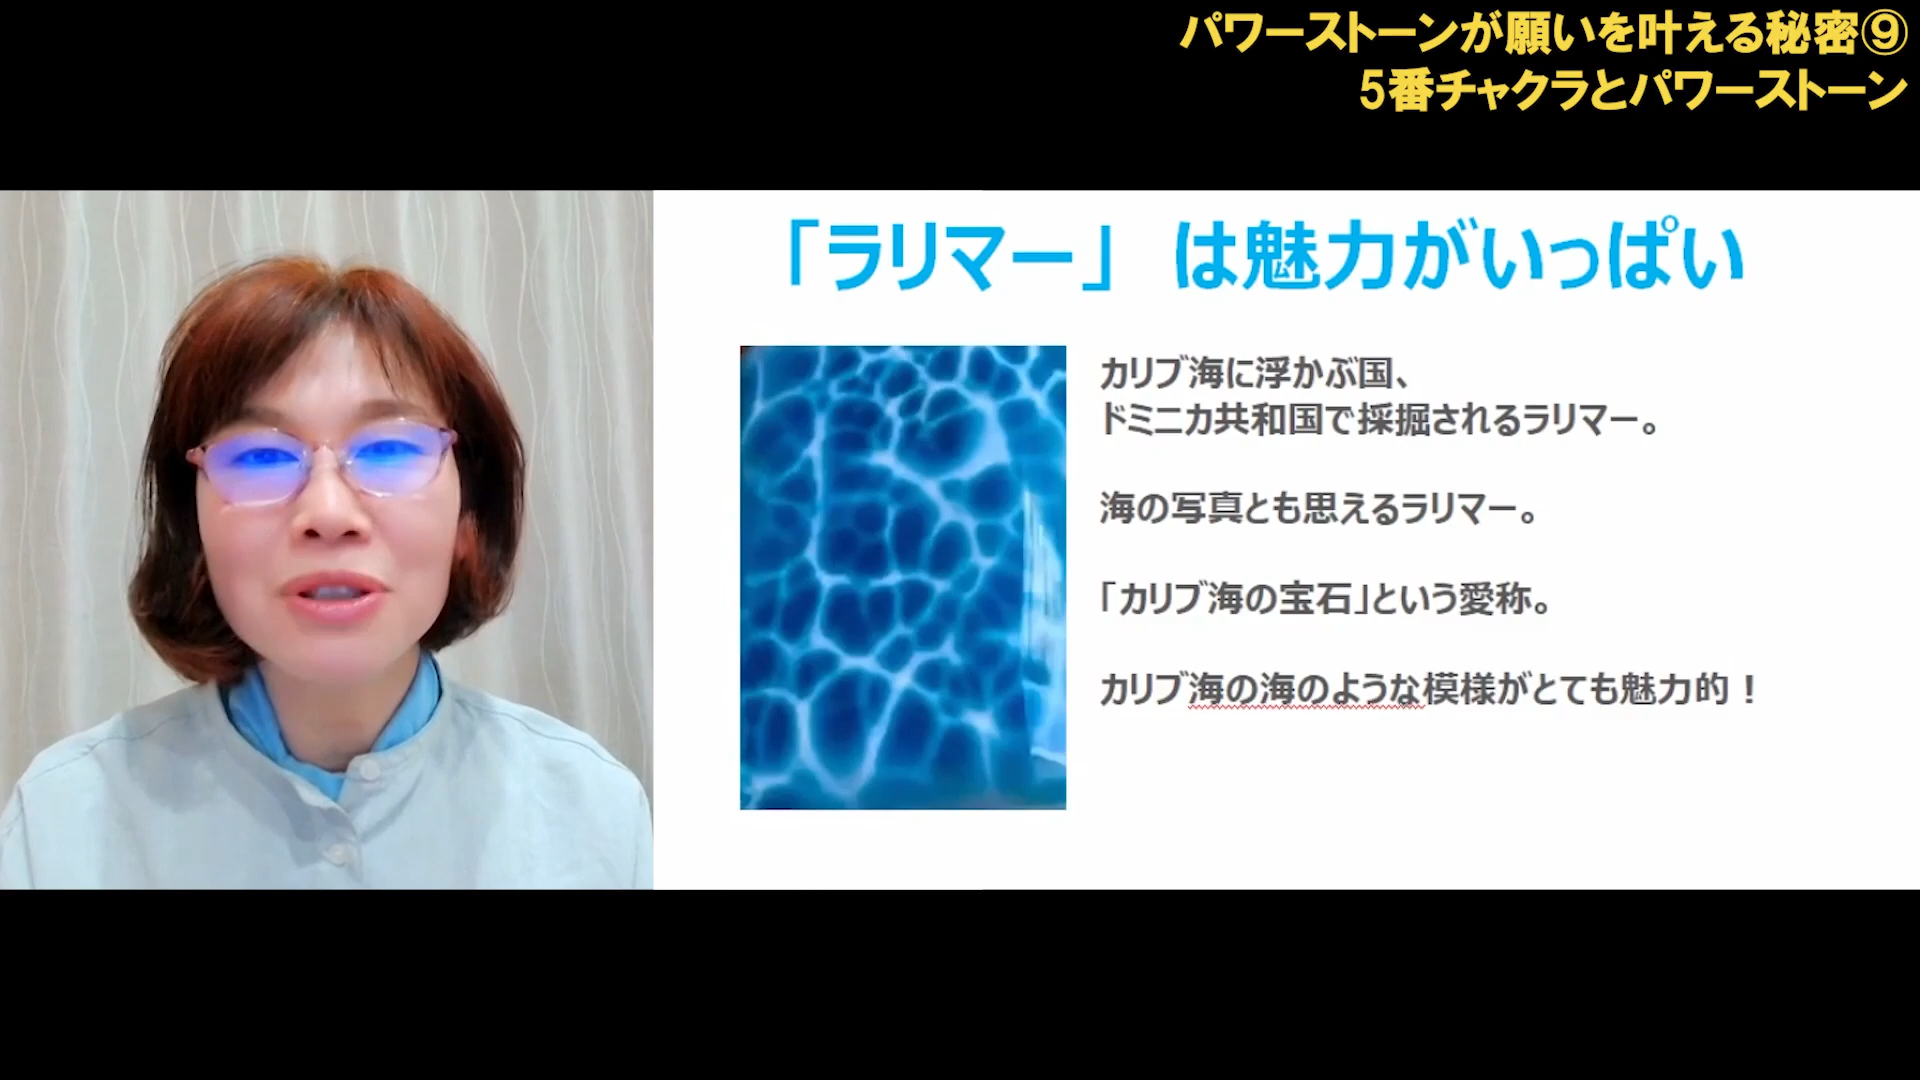 パワーストーンが願いを叶える秘密⑨
5番チャクラとパワーストーン
「ラリマー」 は魅力がいっぱい
カリブ海に浮かぶ国、
ドミニカ共和国で採掘されるラリマー。
海の写真とも思えるラリマー。
「カリブ海の宝石」という愛称。
カリブ海の海のような模様がとても魅力的！